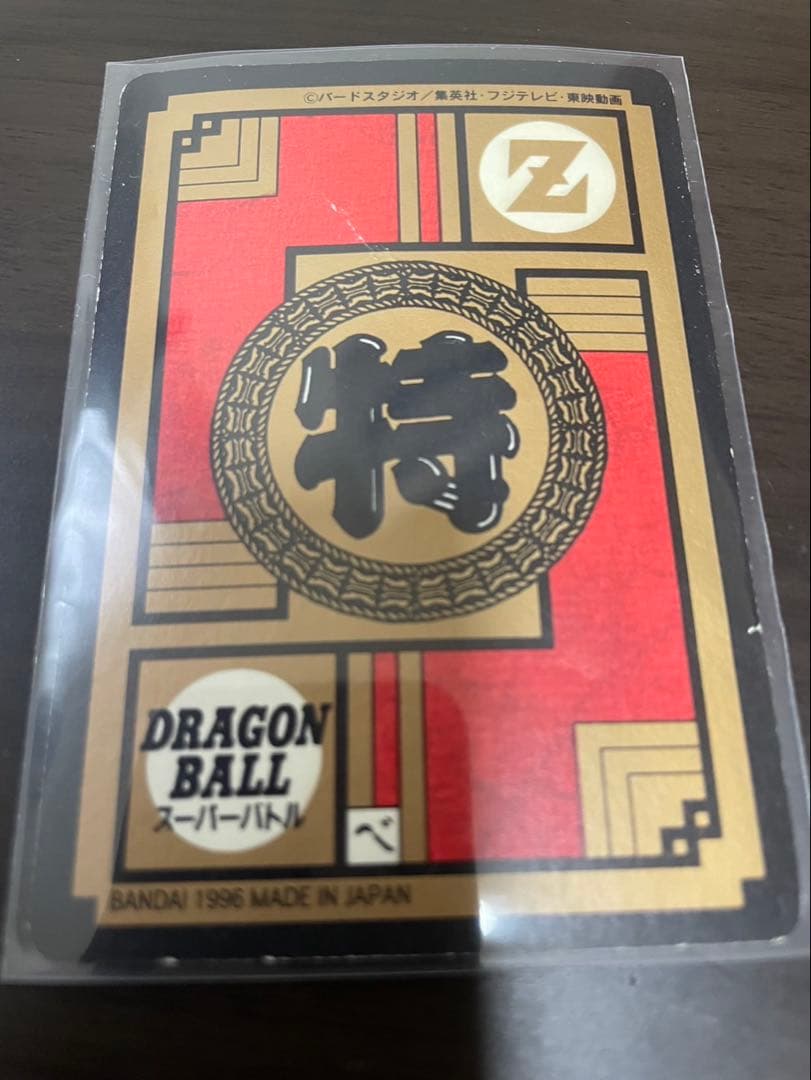 ©バードスタジオ／集英社・フジテレビ・東映動画
Z
特
DRAGON
BALL
スーパーバトル
べ
BANDAI 1996 MADE IN JAPAN